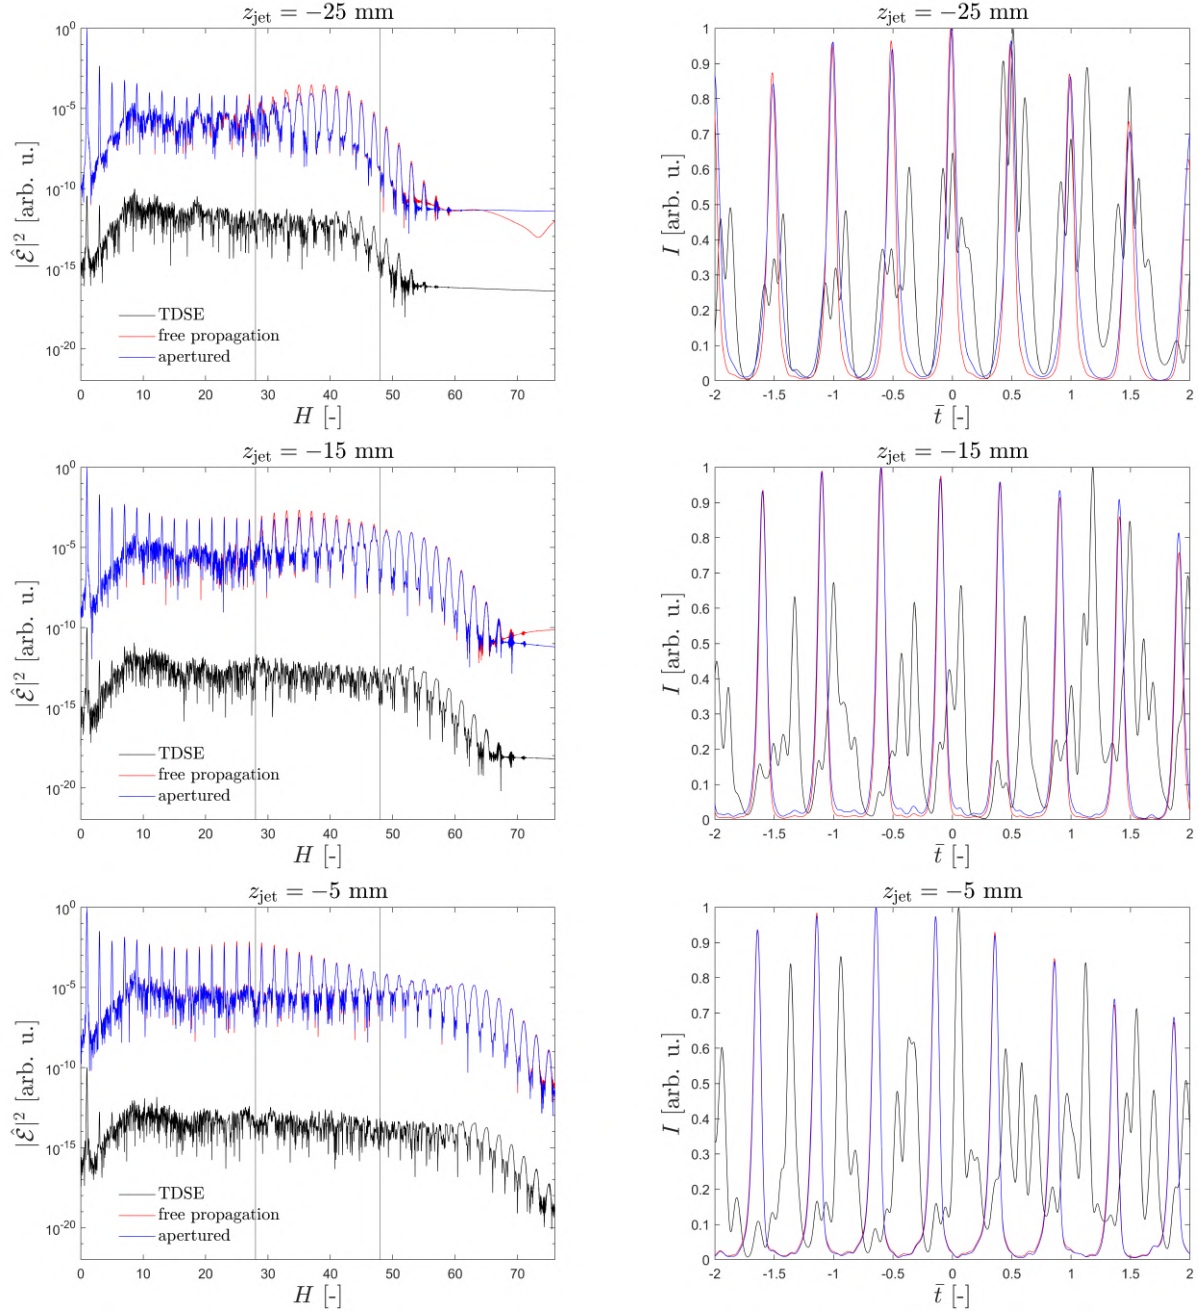 z_jet = −25 mm
10^0
10^-5
10^-10
10^-15
10^-20
|ℰ̂|² [arb. u.]
TDSE
free propagation
apertured
0 10 20 30 40 50 60 70
H [-]
z_jet = −25 mm
1
0.9
0.8
0.7
0.6
0.5
0.4
0.3
0.2
0.1
0
I [arb. u.]
-2 -1.5 -1 -0.5 0 0.5 1 1.5 2
t̄ [-]
z_jet = −15 mm
10^0
10^-5
10^-10
10^-15
10^-20
|ℰ̂|² [arb. u.]
TDSE
free propagation
apertured
0 10 20 30 40 50 60 70
H [-]
z_jet = −15 mm
1
0.9
0.8
0.7
0.6
0.5
0.4
0.3
0.2
0.1
0
I [arb. u.]
-2 -1.5 -1 -0.5 0 0.5 1 1.5 2
t̄ [-]
z_jet = −5 mm
10^0
10^-5
10^-10
10^-15
10^-20
|ℰ̂|² [arb. u.]
TDSE
free propagation
apertured
0 10 20 30 40 50 60 70
H [-]
z_jet = −5 mm
1
0.9
0.8
0.7
0.6
0.5
0.4
0.3
0.2
0.1
0
I [arb. u.]
-2 -1.5 -1 -0.5 0 0.5 1 1.5 2
t̄ [-]